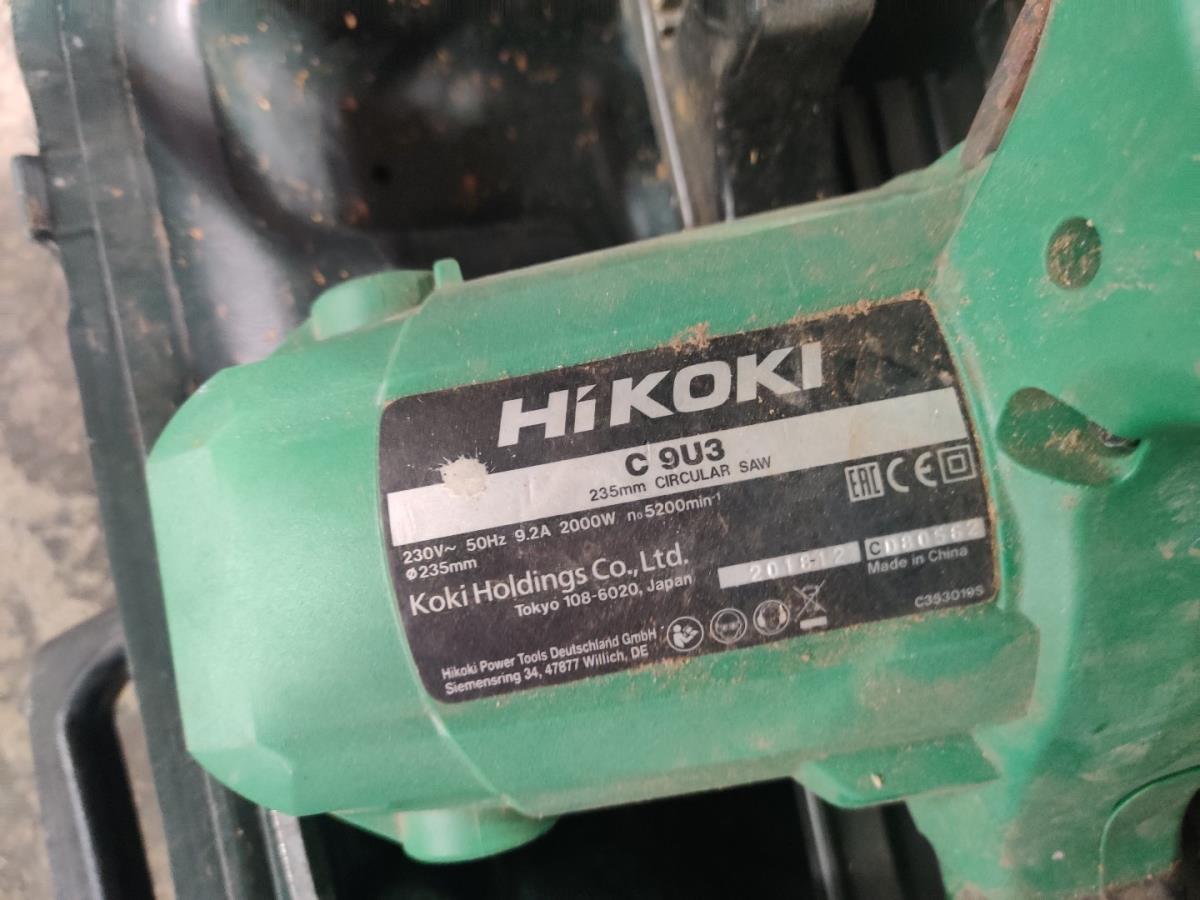 HiKOKI
C 9U3
235mm CIRCULAR SAW
230V~ 50Hz 9.2A 2000W n₀5200min⁻¹
ø235mm
EAC CE
Koki Holdings Co., Ltd.
Tokyo 108-6020, Japan
2018-12 C080562
Made in China
C353019S
Hikoki Power Tools Deutschland GmbH
Siemensring 34, 47877 Willich, DE